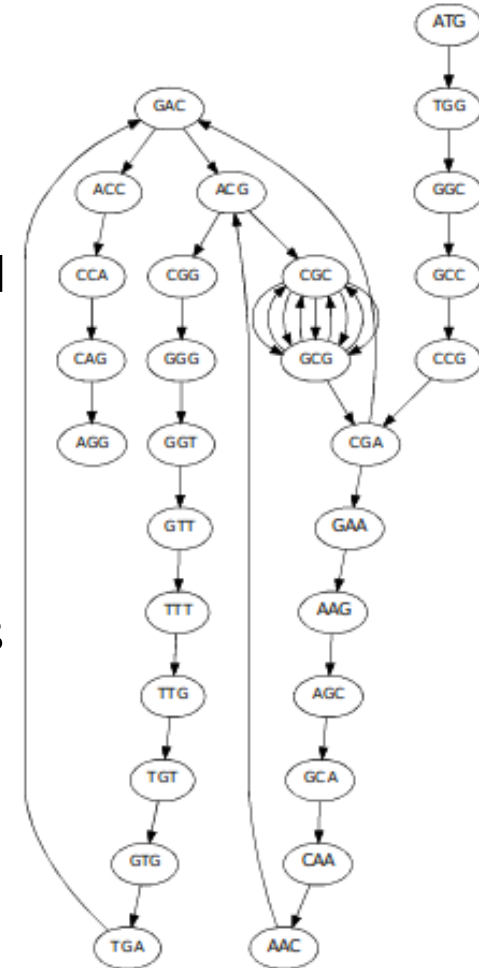 ATG
GAC
TGG
ACC ACG GGC
CCA CGG CGC GCC
CAG GGG GCG CCG
AGG GGT CGA
GTT GAA
TTT AAG
TTG AGC
TGT GCA
GTG CAA
TGA AAC